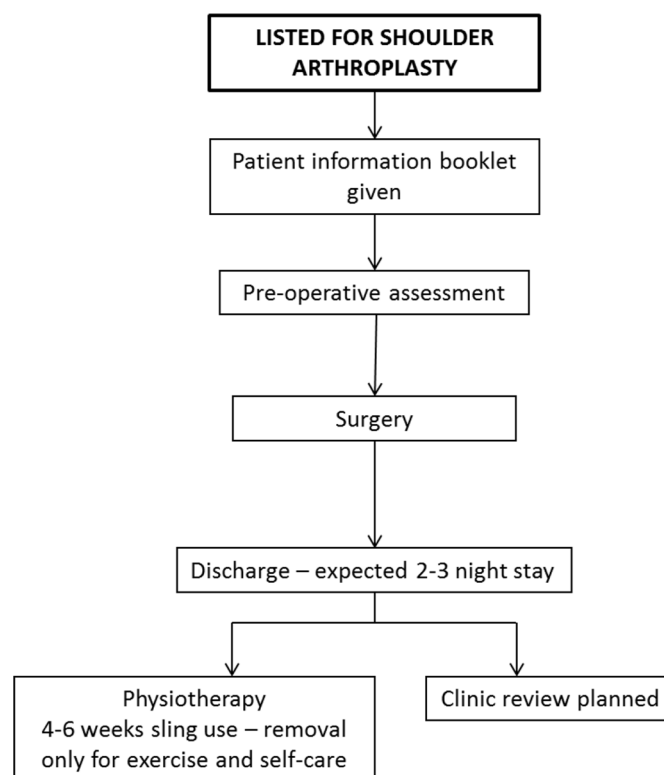 LISTED FOR SHOULDER
ARTHROPLASTY
Patient information booklet
given
Pre-operative assessment
Surgery
Discharge – expected 2-3 night stay
Physiotherapy
4-6 weeks sling use – removal
only for exercise and self-care
Clinic review planned